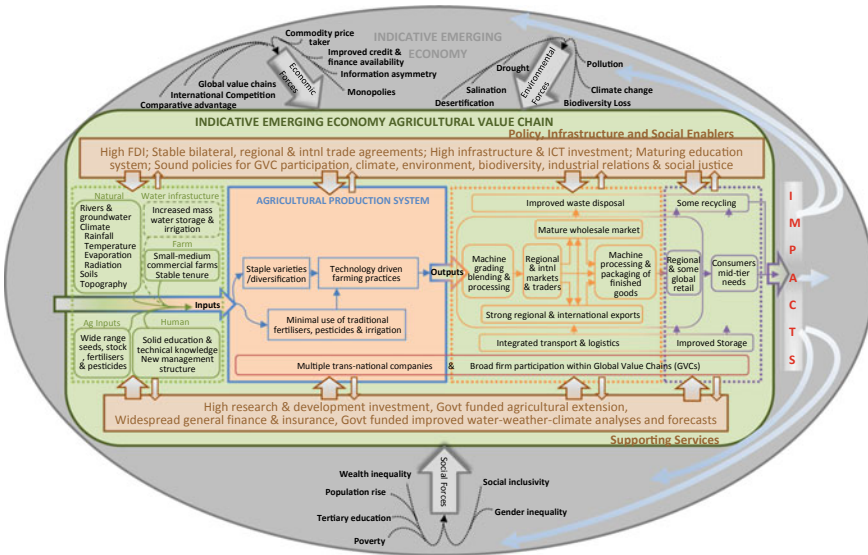 INDICATIVE EMERGING
ECONOMY
Commodity price
taker
Improved credit &
finance availability
Information asymmetry
Monopolies
Global value chains
International Competition
Comparative advantage
Economic
Forces
Drought
Salination
Desertification
Environmental
Forces
Pollution
Climate change
Biodiversity Loss
INDICATIVE EMERGING ECONOMY AGRICULTURAL VALUE CHAIN
Policy, Infrastructure and Social Enablers
High FDI; Stable bilateral, regional & intnl trade agreements; High infrastructure & ICT investment; Maturing education
system; Sound policies for GVC participation, climate, environment, biodiversity, industrial relations & social justice
Natural
Rivers &
groundwater
Climate
Rainfall
Temperature
Evaporation
Radiation
Soils
Topography
Water infrastucture
Increased mass
water storage &
irrigation
Farm
Small-medium
commercial farms
Stable tenure
Inputs
Ag Inputs
Wide range
seeds, stock
, fertilisers
& pesticides
Human
Solid education &
technical knowledge
New management
structure
AGRICULTURAL PRODUCTION SYSTEM
Staple varieties
/diversification
Technology driven
farming practices
Minimal use of traditional
fertilisers, pesticides & irrigation
Outputs
Improved waste disposal
Mature wholesale market
Machine
grading
blending &
processing
Regional
& intnl
markets
& traders
Machine
processing &
packaging of
finished
goods
Strong regional & international exports
Integrated transport & logistics
Some recycling
Regional
& some
global
retail
Consumers
mid-tier
needs
Improved Storage
Multiple trans-national companies & Broad firm participation within Global Value Chains (GVCs)
High research & development investment, Govt funded agricultural extension,
Widespread general finance & insurance, Govt funded improved water-weather-climate analyses and forecasts
Supporting Services
IMPACTS
Social Forces
Wealth inequality
Population rise
Tertiary education
Poverty
Social inclusivity
Gender inequality